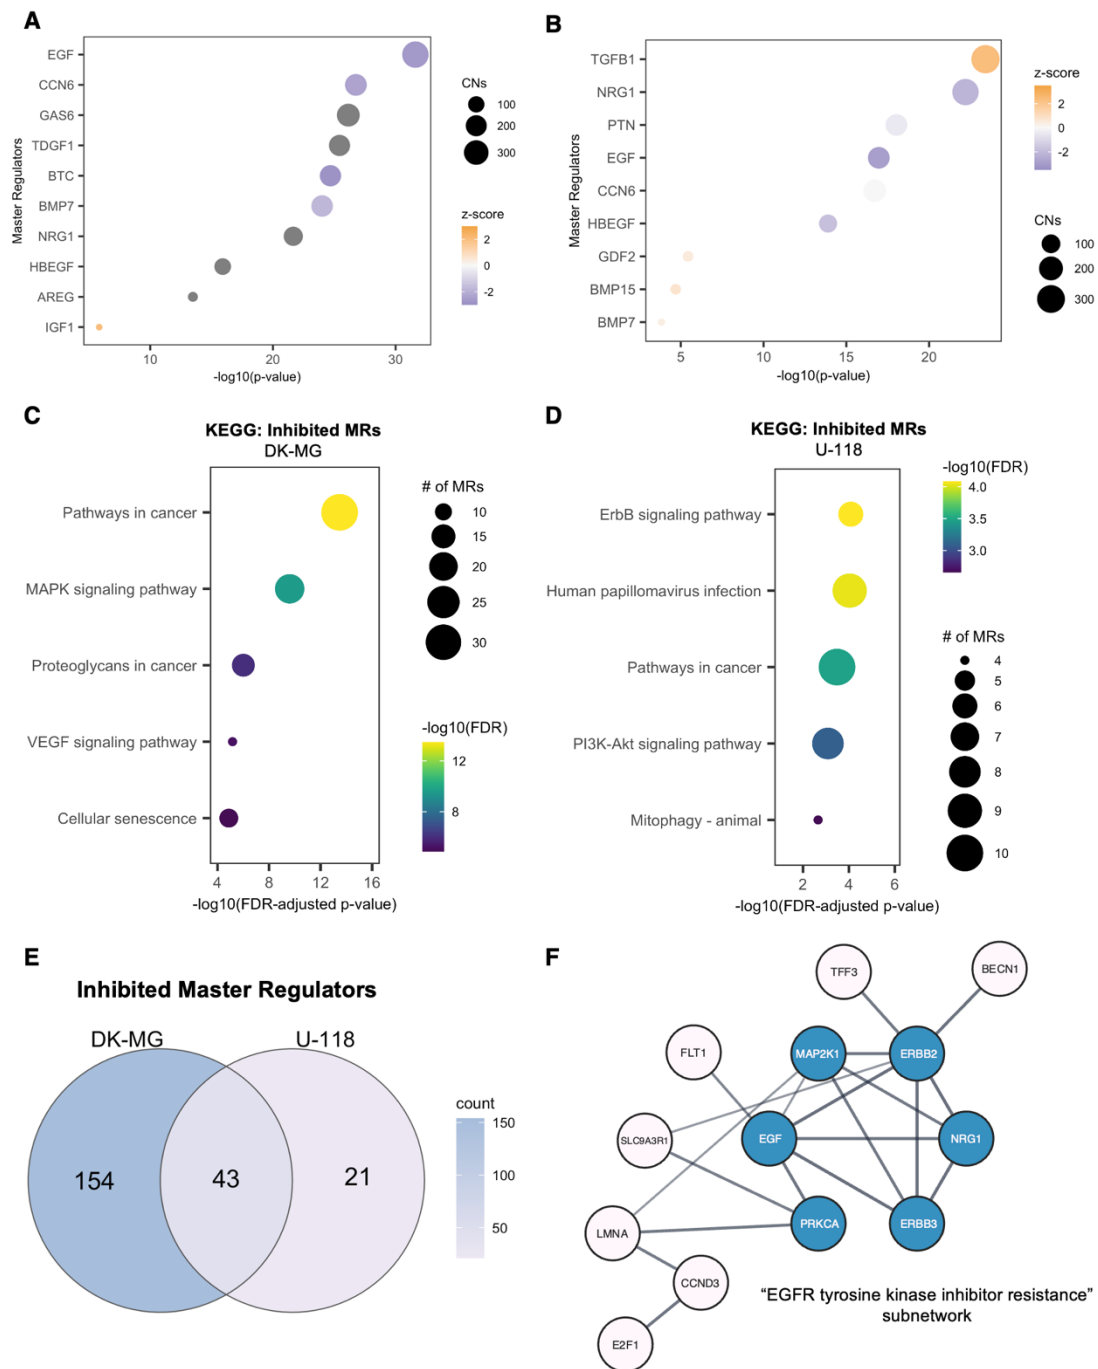 A
EGF
CCN6
GAS6
TDGF1
BTC
BMP7
NRG1
HBEGF
AREG
IGF1
Master Regulators
10
20
30
-log10(p-value)
CNs
100
200
300
z-score
2
0
-2
B
TGFB1
NRG1
PTN
EGF
CCN6
HBEGF
GDF2
BMP15
BMP7
Master Regulators
5
10
15
20
-log10(p-value)
z-score
2
0
-2
CNs
100
200
300
C
KEGG: Inhibited MRs
DK-MG
Pathways in cancer
MAPK signaling pathway
Proteoglycans in cancer
VEGF signaling pathway
Cellular senescence
4
8
12
16
-log10(FDR-adjusted p-value)
# of MRs
10
15
20
25
30
-log10(FDR)
12
8
D
KEGG: Inhibited MRs
U-118
ErbB signaling pathway
Human papillomavirus infection
Pathways in cancer
PI3K-Akt signaling pathway
Mitophagy - animal
2
4
6
-log10(FDR-adjusted p-value)
-log10(FDR)
4.0
3.5
3.0
# of MRs
4
5
6
7
8
9
10
E
Inhibited Master Regulators
DK-MG
U-118
154
43
21
count
150
100
50
F
TFF3
BECN1
FLT1
MAP2K1
ERBB2
SLC9A3R1
EGF
NRG1
LMNA
PRKCA
ERBB3
CCND3
E2F1
"EGFR tyrosine kinase inhibitor resistance"
subnetwork